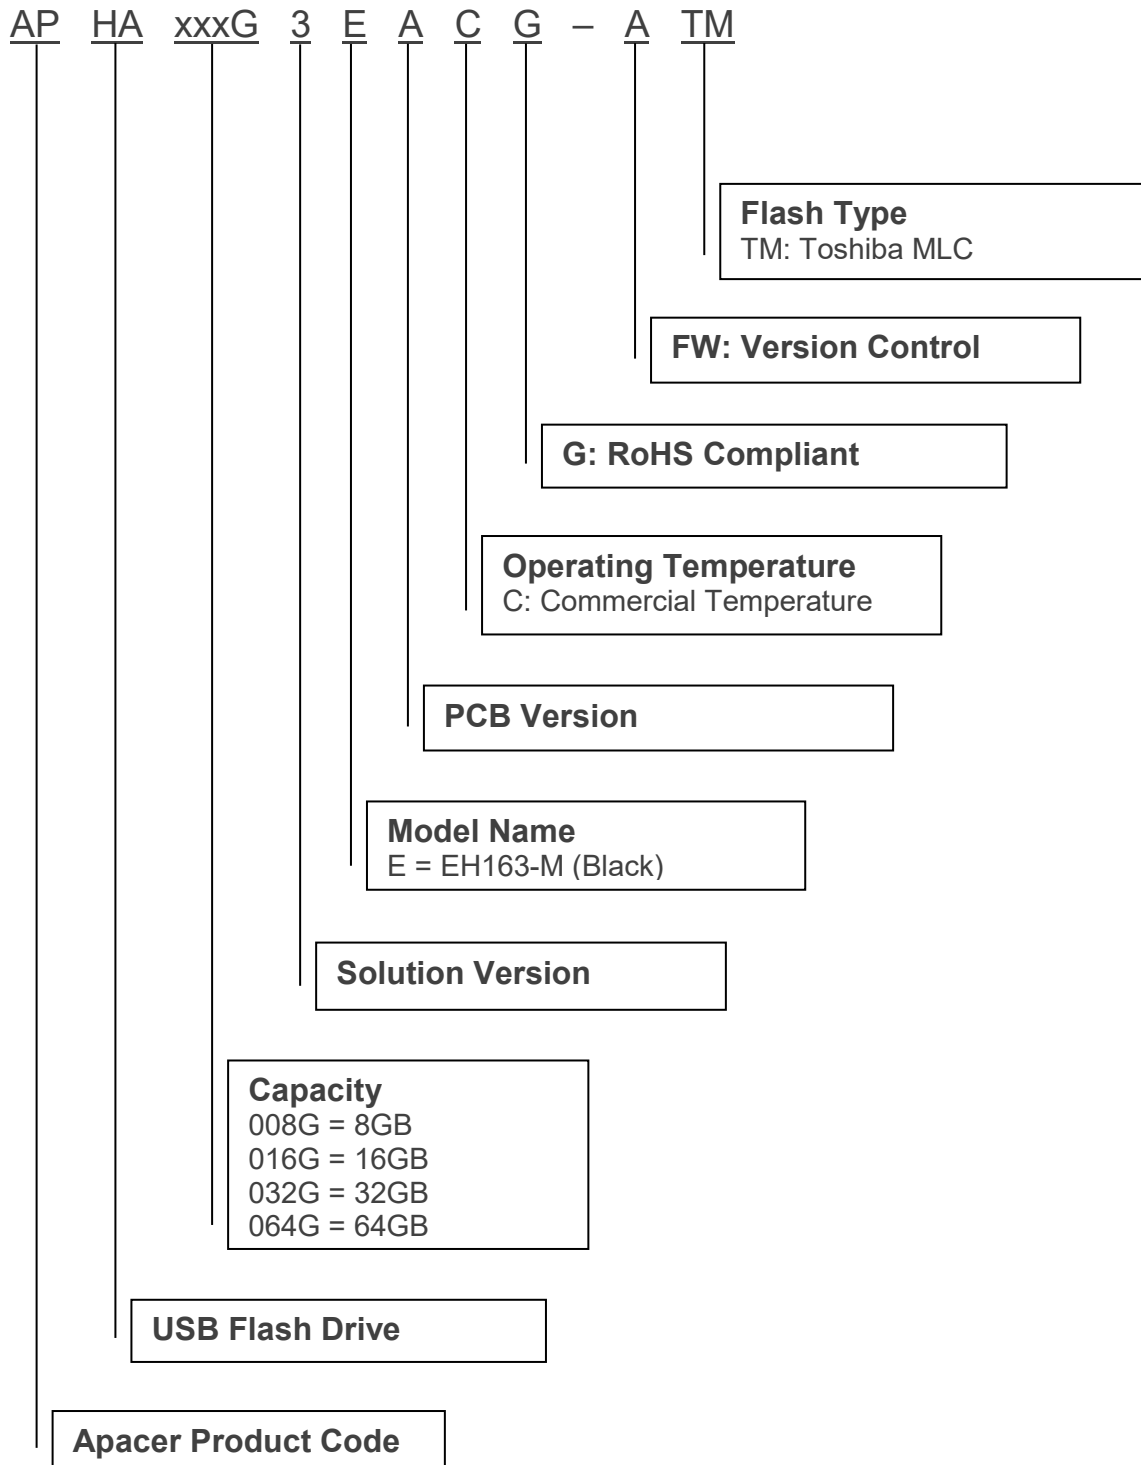 AP HA xxxG 3 E A C G – A TM
Flash Type
TM: Toshiba MLC
FW: Version Control
G: RoHS Compliant
Operating Temperature
C: Commercial Temperature
PCB Version
Model Name
E = EH163-M (Black)
Solution Version
Capacity
008G = 8GB
016G = 16GB
032G = 32GB
064G = 64GB
USB Flash Drive
Apacer Product Code